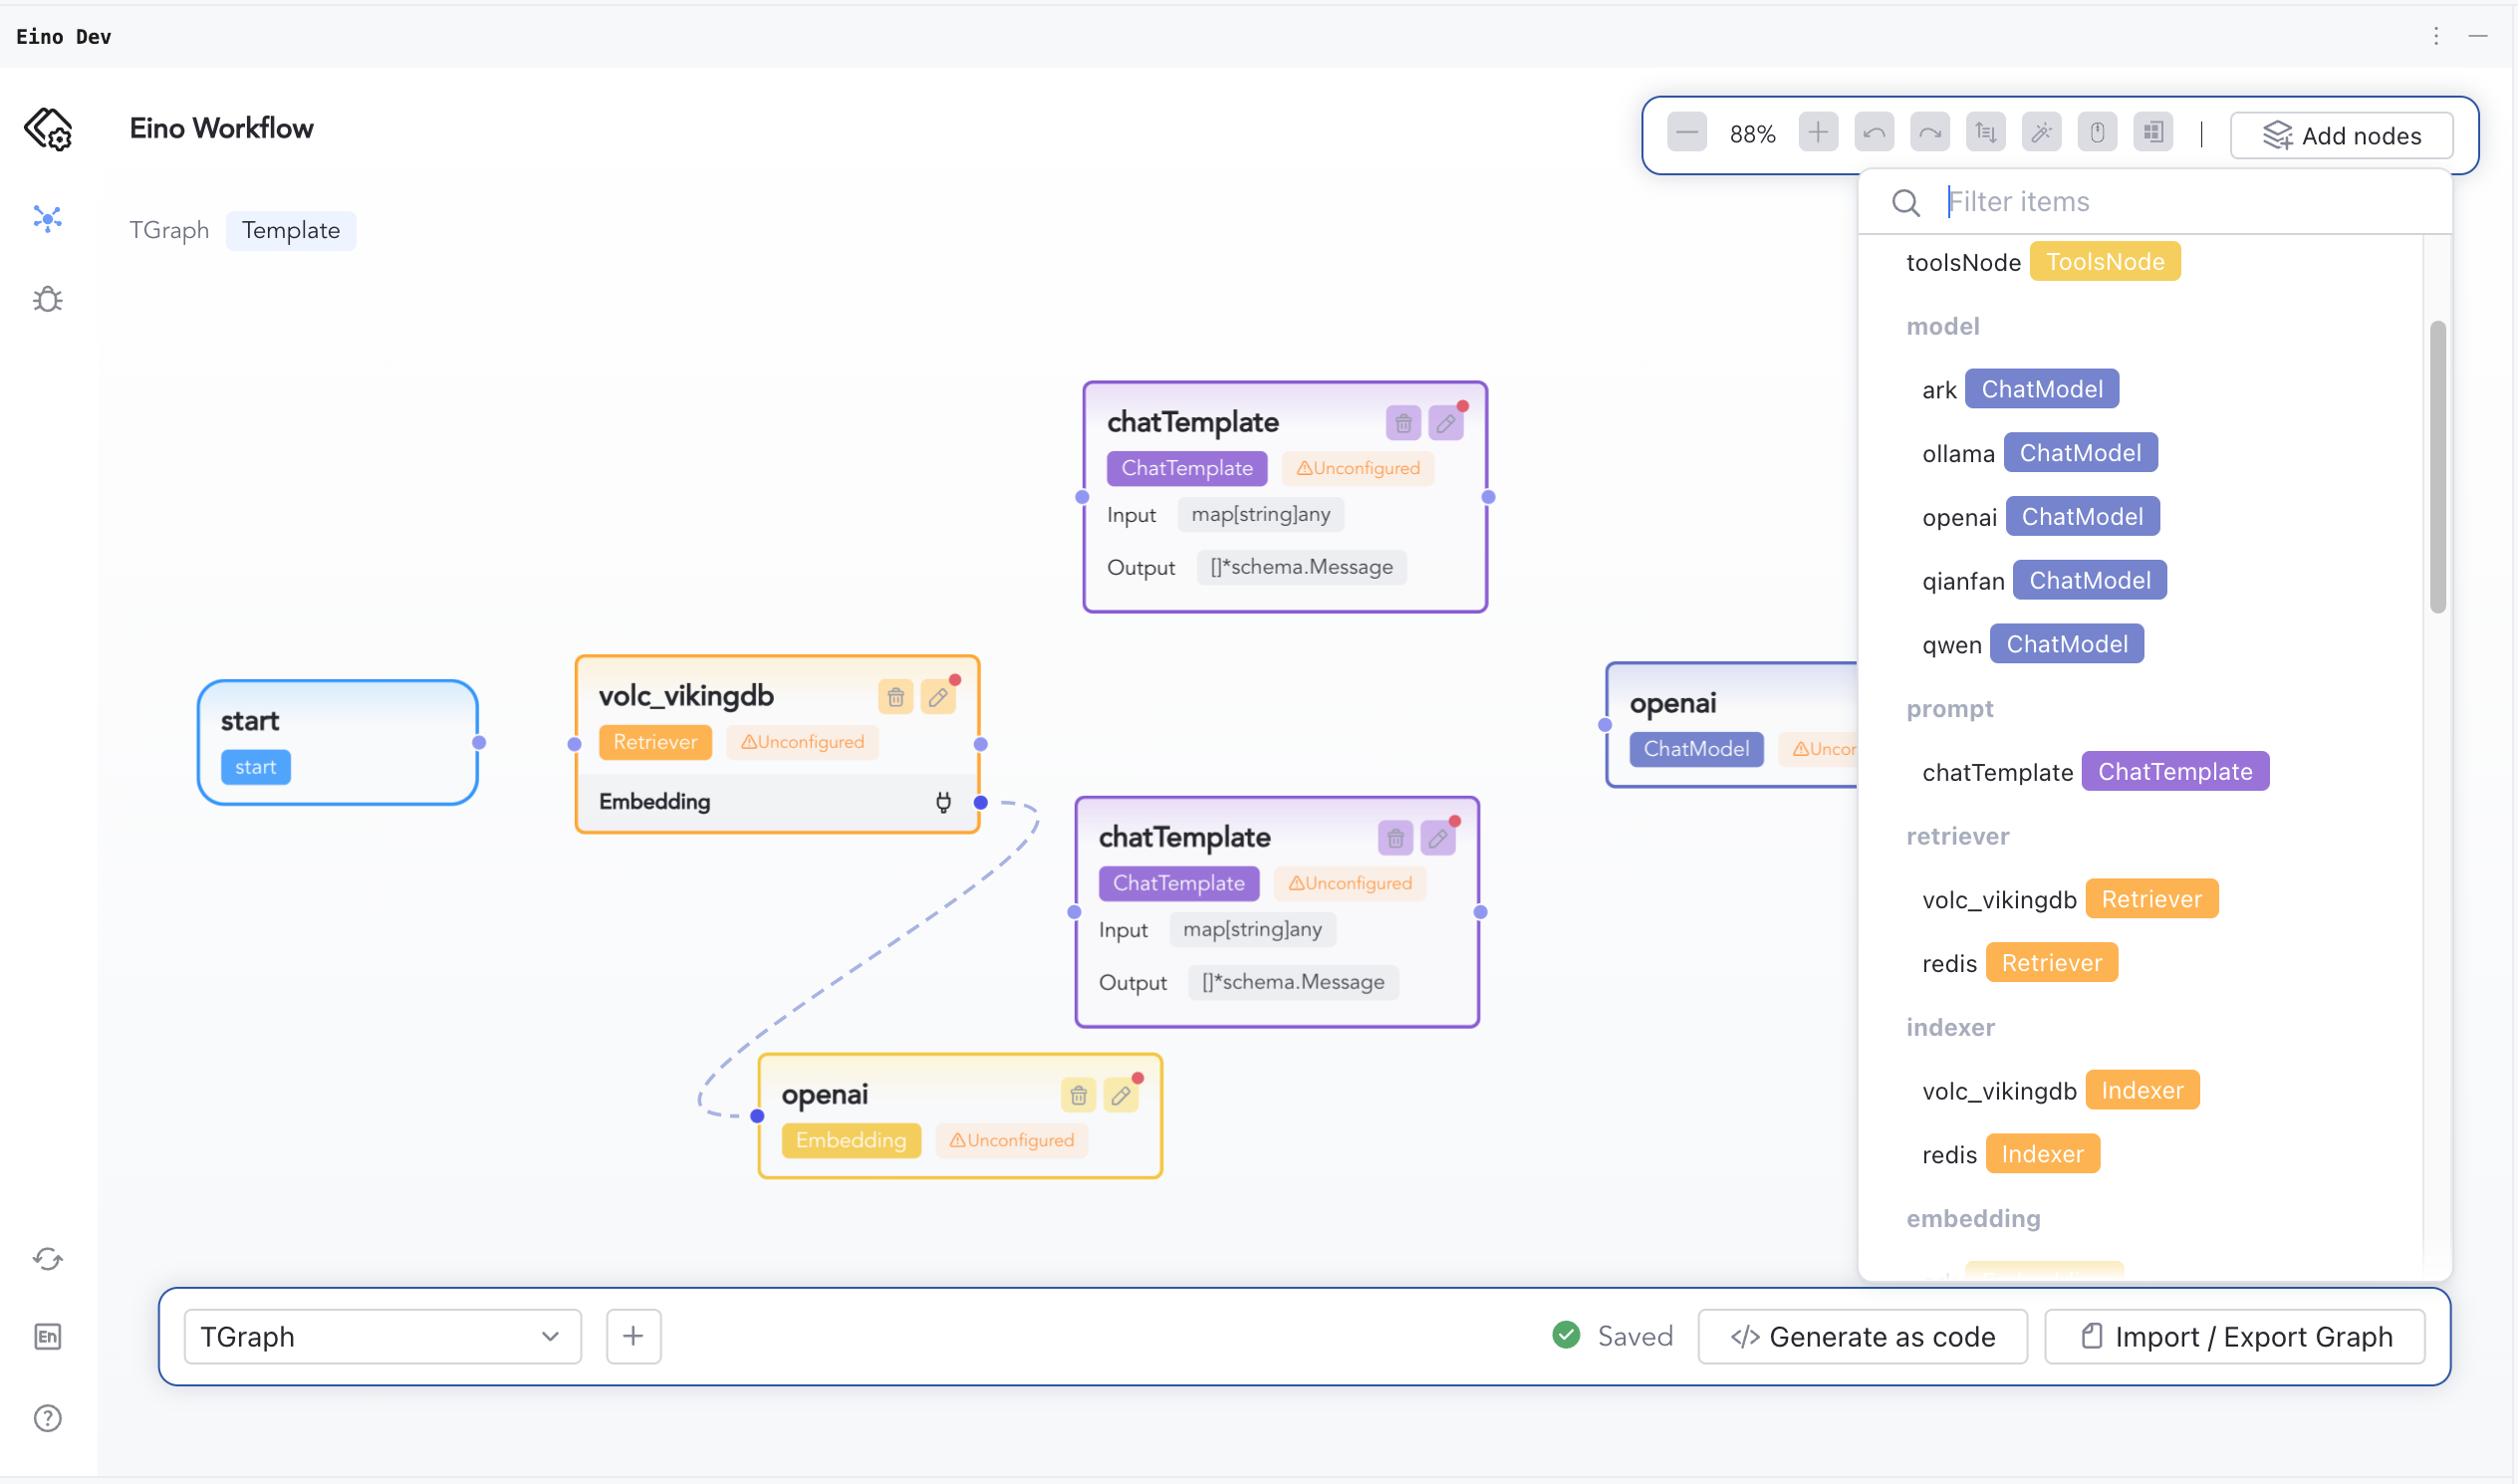 Eino Dev
Eino Workflow
88%
Add nodes
TGraph Template
Filter items
toolsNode ToolsNode
model
ark ChatModel
ollama ChatModel
openai ChatModel
qianfan ChatModel
qwen ChatModel
prompt
chatTemplate ChatTemplate
retriever
volc_vikingdb Retriever
redis Retriever
indexer
volc_vikingdb Indexer
redis Indexer
embedding
chatTemplate
ChatTemplate Unconfigured
Input map[string]any
Output []*schema.Message
start
start
volc_vikingdb
Retriever Unconfigured
Embedding
openai
ChatModel Uncon
chatTemplate
ChatTemplate Unconfigured
Input map[string]any
Output []*schema.Message
openai
Embedding Unconfigured
En
TGraph
Saved
</> Generate as code
Import / Export Graph